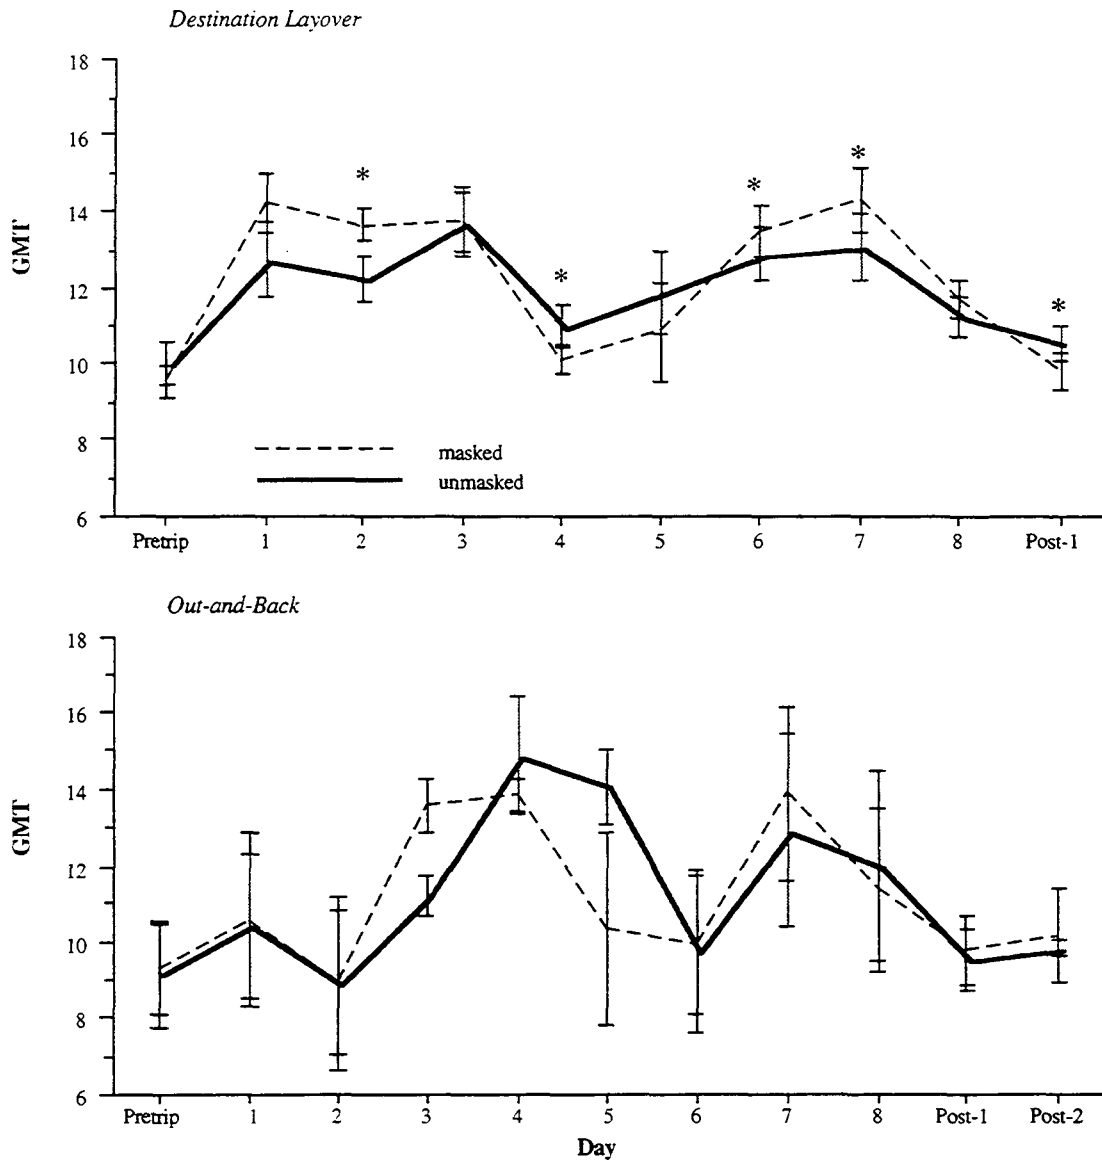 Destination Layover
18
16
14
12
10
8
6
GMT
*
*
*
*
*
masked
unmasked
Pretrip 1 2 3 4 5 6 7 8 Post-1
Out-and-Back
18
16
14
12
10
8
6
GMT
Pretrip 1 2 3 4 5 6 7 8 Post-1 Post-2
Day